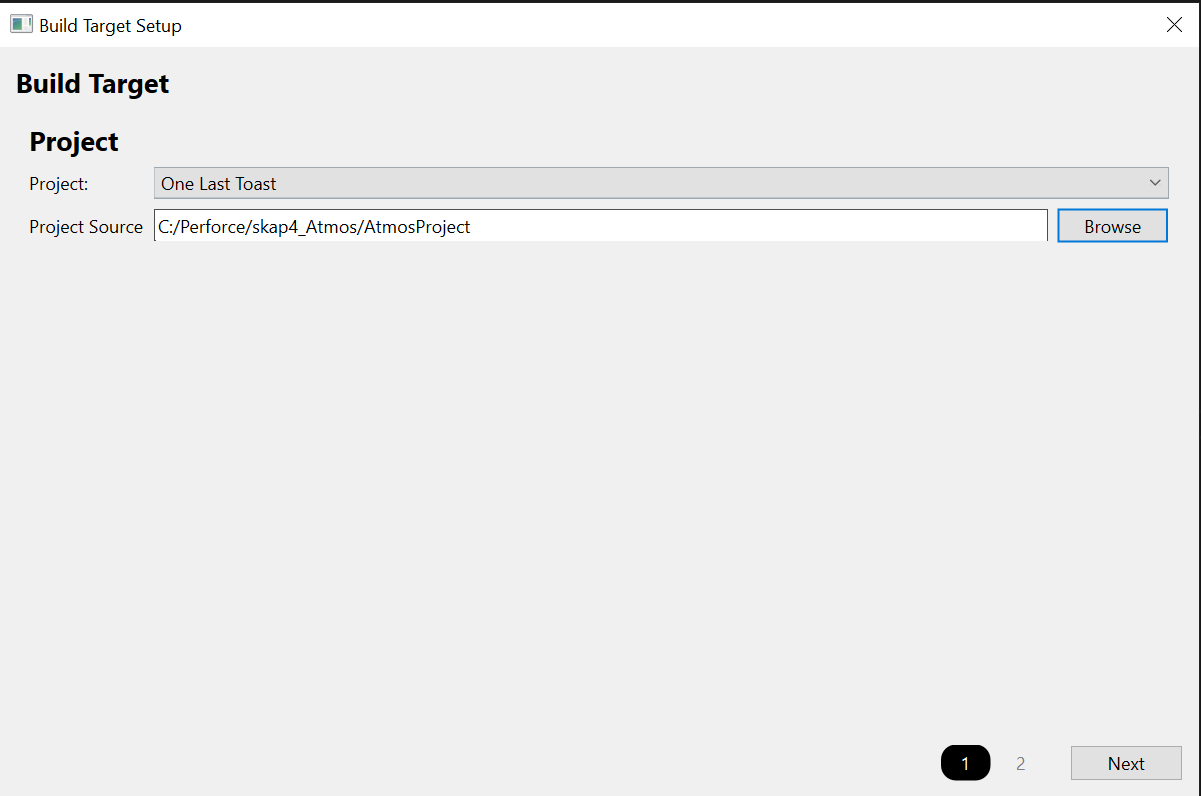 Build Target Setup
Build Target
Project
Project: One Last Toast
Project Source C:/Perforce/skap4_Atmos/AtmosProject Browse
1 2 Next